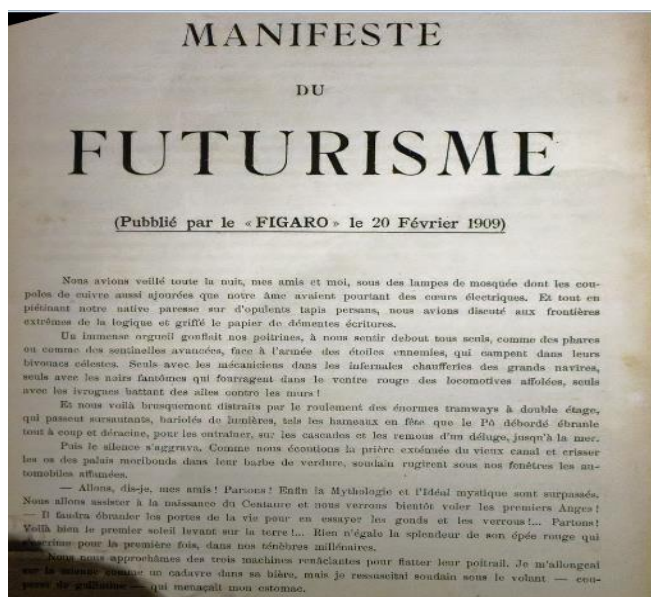 MANIFESTE
DU
FUTURISME
(Pubblié par le « FIGARO » le 20 Février 1909)
Nous avions veillé toute la nuit, mes amis et moi, sous des lampes de mosquée dont les cou-
poles de cuivre aussi ajourées que notre âme avaient pourtant des cœurs électriques. Et tout en
piétinant notre native paresse sur d'opulents tapis persans, nous avions discuté aux frontières
extrêmes de la logique et griffé le papier de démentes écritures.
Un immense orgueil gonflait nos poitrines, à nous sentir debout tous seuls, comme des phares
ou comme des sentinelles avancées, face à l'armée des étoiles ennemies, qui campent dans leurs
bivouacs célestes. Seuls avec les mécaniciens dans les infernales chaufferies des grands navires,
seuls avec les noirs fantômes qui fourragent dans le ventre rouge des locomotives affolées, seuls
avec les ivrognes battant des ailes contre les murs !
Et nous voilà brusquement distraits par le roulement des énormes tramways à double étage,
qui passent sursautants, bariolés de lumières, tels les hameaux en fête que le Pô débordé ébranle
tout à coup et déracine, pour les entraîner, sur les cascades et les remous d'un déluge, jusqu'à la mer.
Puis le silence s'aggrava. Comme nous écoutions la prière exténuée du vieux canal et crisser
les os des palais moribonds dans leur barbe de verdure, soudain rugirent sous nos fenêtres les au-
tomobiles affamées.
— Allons, dis-je, mes amis ! Partons ! Enfin la Mythologie et l'Idéal mystique sont surpassés.
Nous allons assister à la naissance du Centaure et nous verrons bientôt voler les premiers Anges !
— Il faudra ébranler les portes de la vie pour en essayer les gonds et les verrous !... Partons !
Voilà bien le premier soleil levant sur la terre !... Rien n'égale la splendeur de son épée rouge qui
s'escrime pour la première fois, dans nos ténèbres millénaires.
Nous nous approchâmes des trois machines renâclantes pour flatter leur poitrail. Je m'allongeai
sur la mienne comme un cadavre dans sa bière, mais je ressuscitai soudain sous le volant — cou-
peret de guillotine — qui menaçait mon estomac.